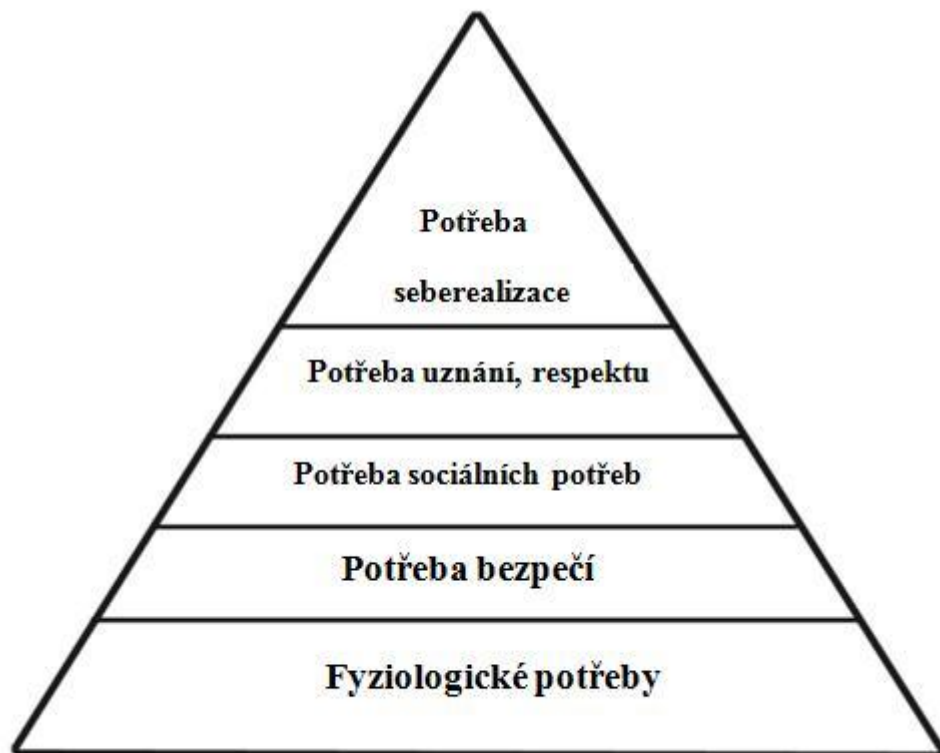 Potřeba
seberealizace
Potřeba uznání, respektu
Potřeba sociálních potřeb
Potřeba bezpečí
Fyziologické potřeby